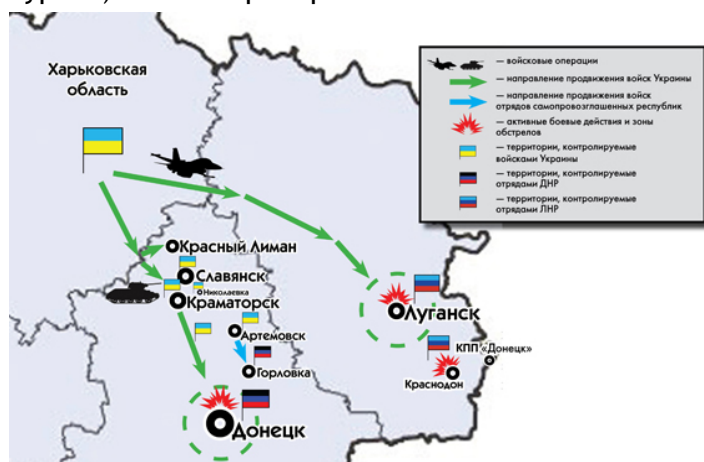 Харьковская
область
— войсковые операции
— направление продвижения войск Украины
— направление продвижения войск
отрядов самопровозглашенных республик
— активные боевые действия и зоны
обстрелов
— территории, контролируемые
войсками Украины
— территории, контролируемые
отрядами ДНР
— территории, контролируемые
отрядами ЛНР
Красный Лиман
Славянск
Николаевка
Краматорск
Артемовск
Горловка
Донецк
Луганск
КПП «Донецк»
Краснодон